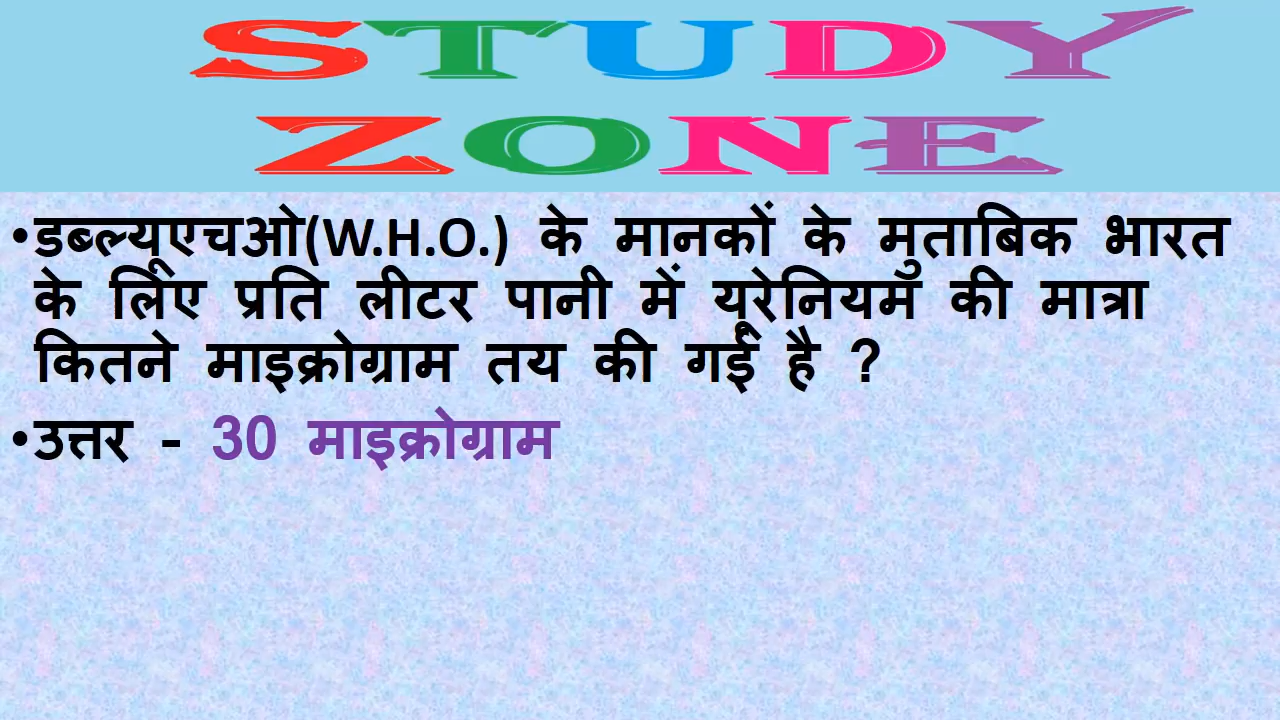 STUDY
ZONE
•डब्ल्यूएचओ(W.H.O.) के मानकों के मुताबिक भारत
के लिए प्रति लीटर पानी में यूरेनियम की मात्रा
कितने माइक्रोग्राम तय की गई है ?
•उत्तर - 30 माइक्रोग्राम